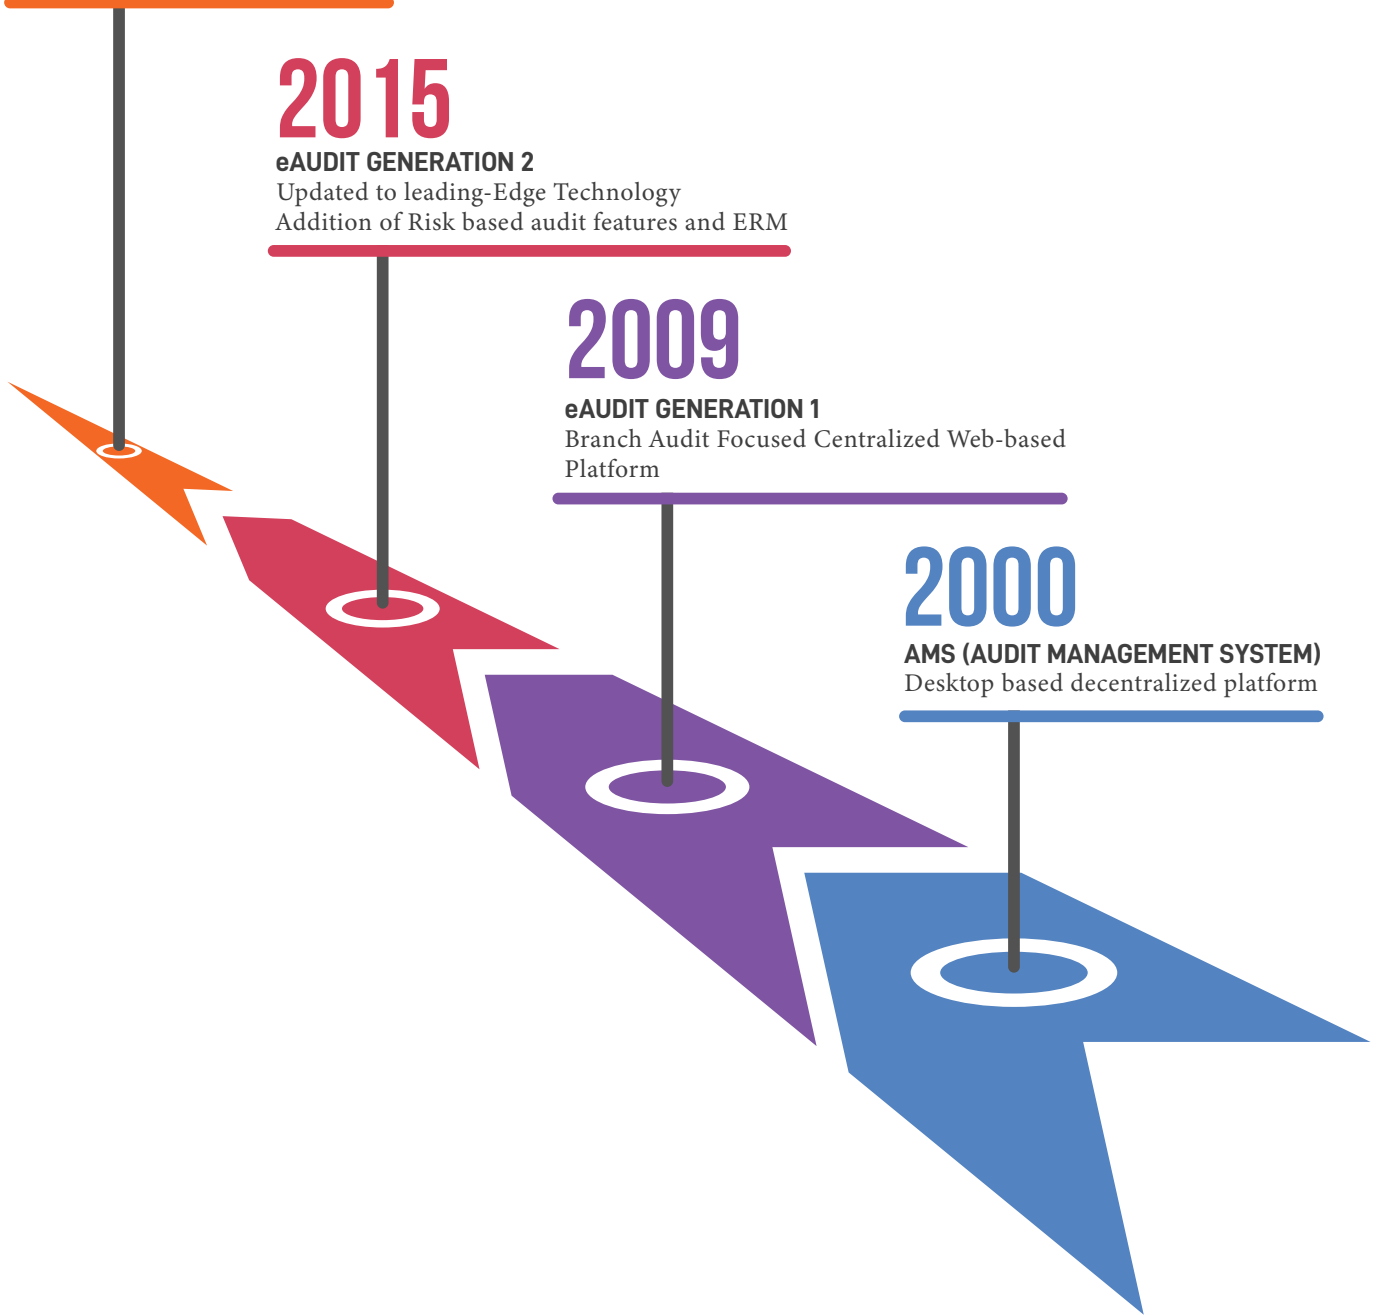 2015
eAUDIT GENERATION 2
Updated to leading-Edge Technology
Addition of Risk based audit features and ERM
2009
eAUDIT GENERATION 1
Branch Audit Focused Centralized Web-based
Platform
2000
AMS (AUDIT MANAGEMENT SYSTEM)
Desktop based decentralized platform